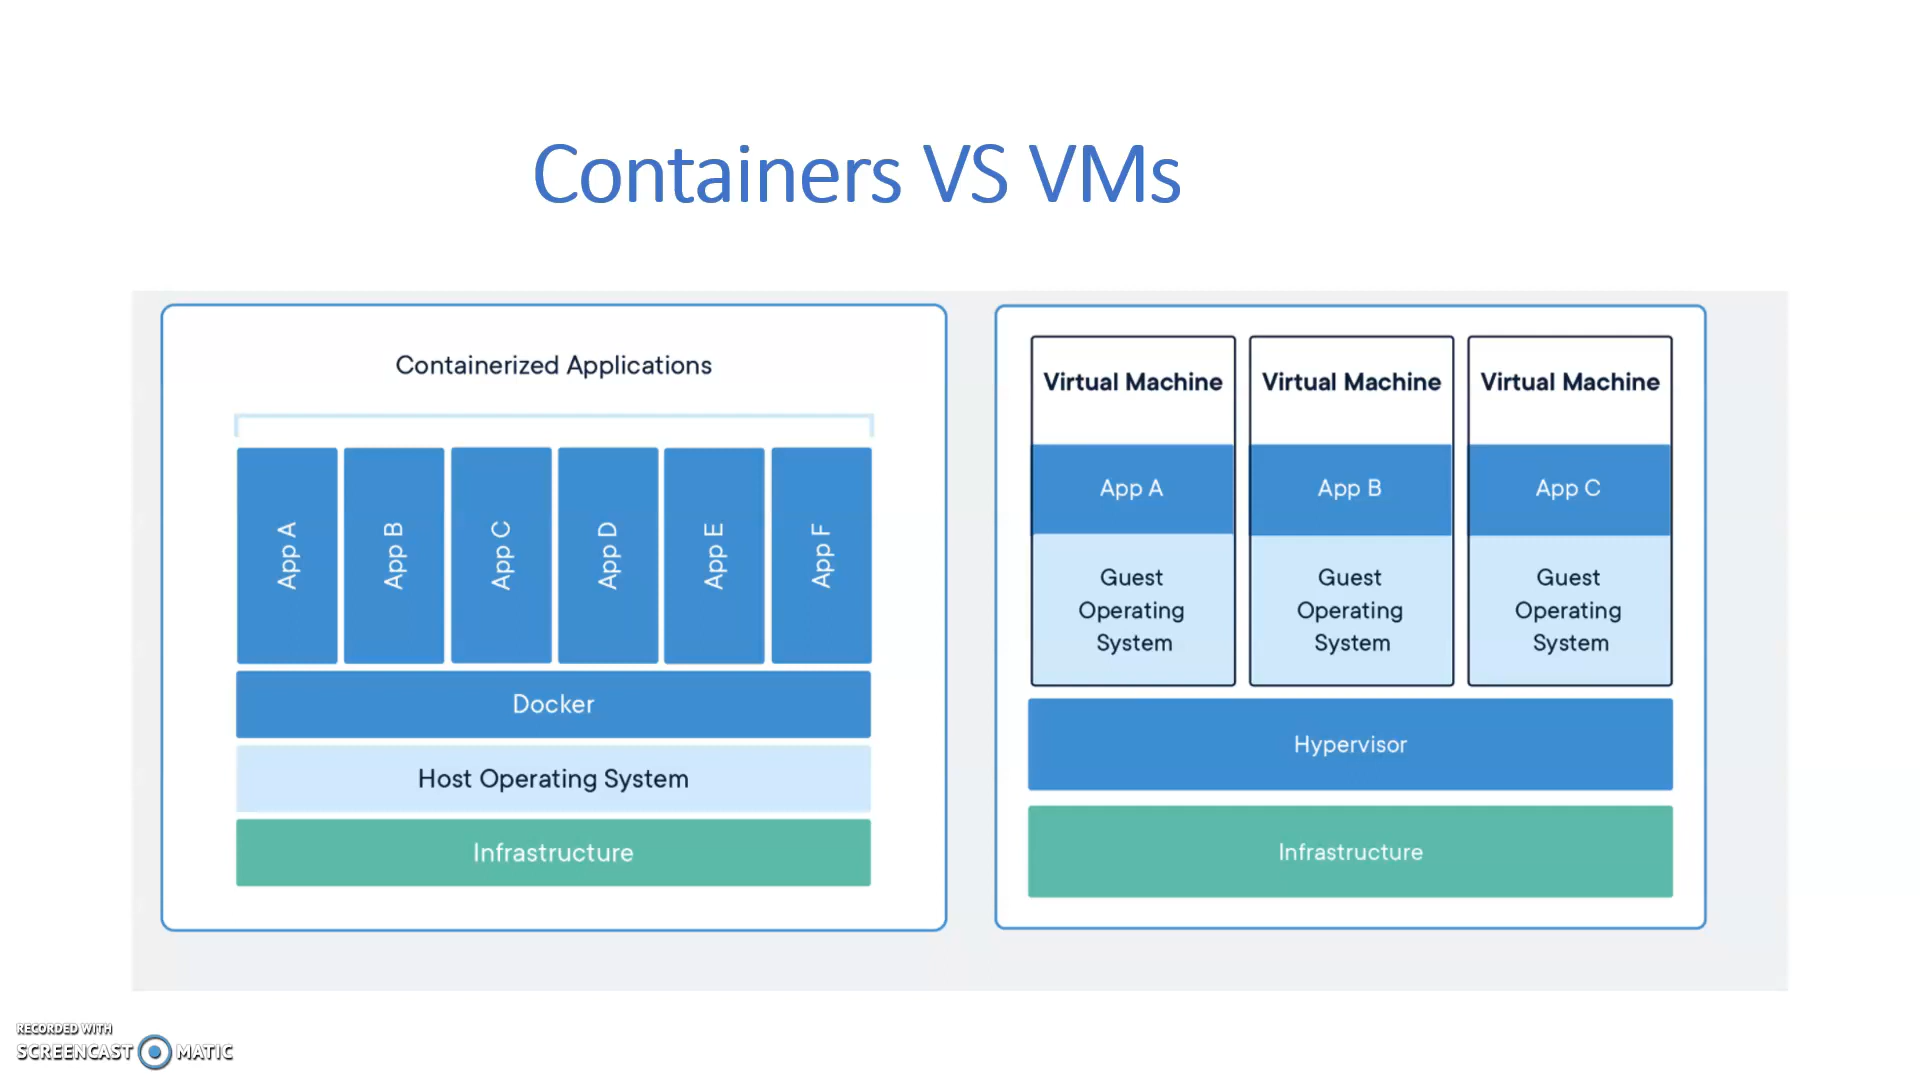 Containers VS VMs
Containerized Applications
App A
App B
App C
App D
App E
App F
Docker
Host Operating System
Infrastructure
Virtual Machine
App A
Guest
Operating
System
Virtual Machine
App B
Guest
Operating
System
Virtual Machine
App C
Guest
Operating
System
Hypervisor
Infrastructure
RECORDED WITH
SCREENCAST MATIC